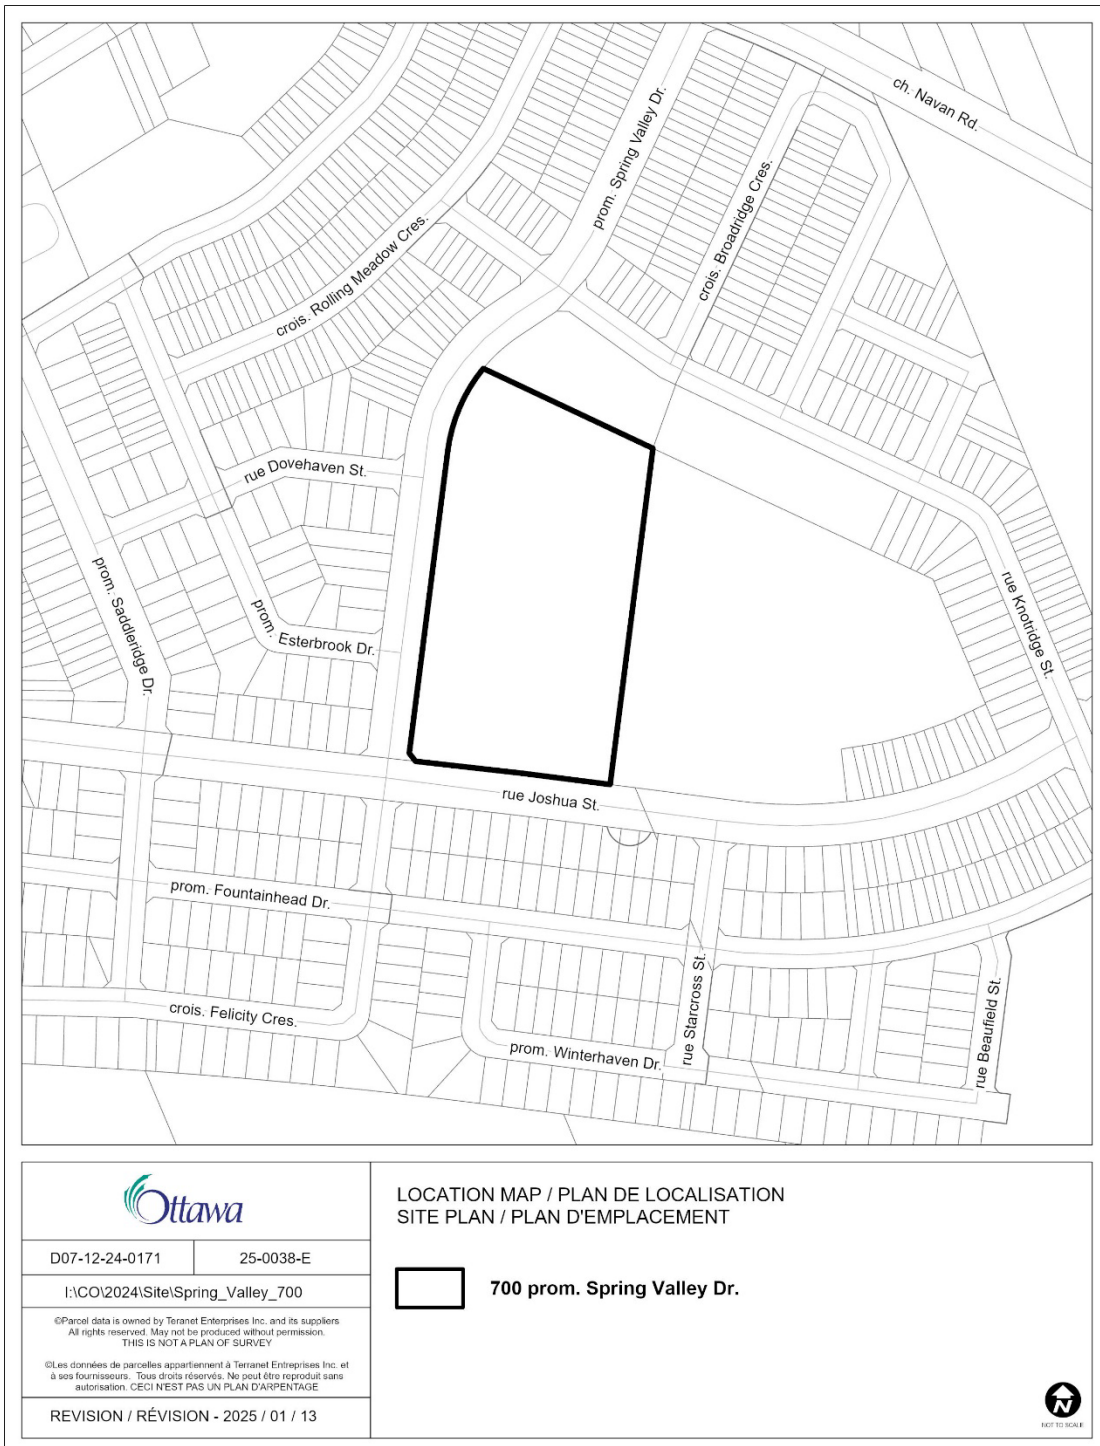 ch. Navan Rd.
prom. Spring Valley Dr.
crois. Broadridge Cres.
crois. Rolling Meadow Cres.
rue Dovehaven St.
prom. Saddleridge Dr.
prom. Esterbrook Dr.
rue Knotridge St.
rue Joshua St.
prom. Fountainhead Dr.
rue Starcross St.
rue Beaufield St.
crois. Felicity Cres.
prom. Winterhaven Dr.
Ottawa
D07-12-24-0171
25-0038-E
I:\CO\2024\Site\Spring_Valley_700
©Parcel data is owned by Teranet Enterprises Inc. and its suppliers
All rights reserved. May not be produced without permission.
THIS IS NOT A PLAN OF SURVEY
©Les données de parcelles appartiennent à Terranet Entreprises Inc. et
à ses fournisseurs. Tous droits réservés. Ne peut être reproduit sans
autorisation. CECI N'EST PAS UN PLAN D'ARPENTAGE
REVISION / RÉVISION - 2025 / 01 / 13
LOCATION MAP / PLAN DE LOCALISATION
SITE PLAN / PLAN D'EMPLACEMENT
700 prom. Spring Valley Dr.
N
NOT TO SCALE